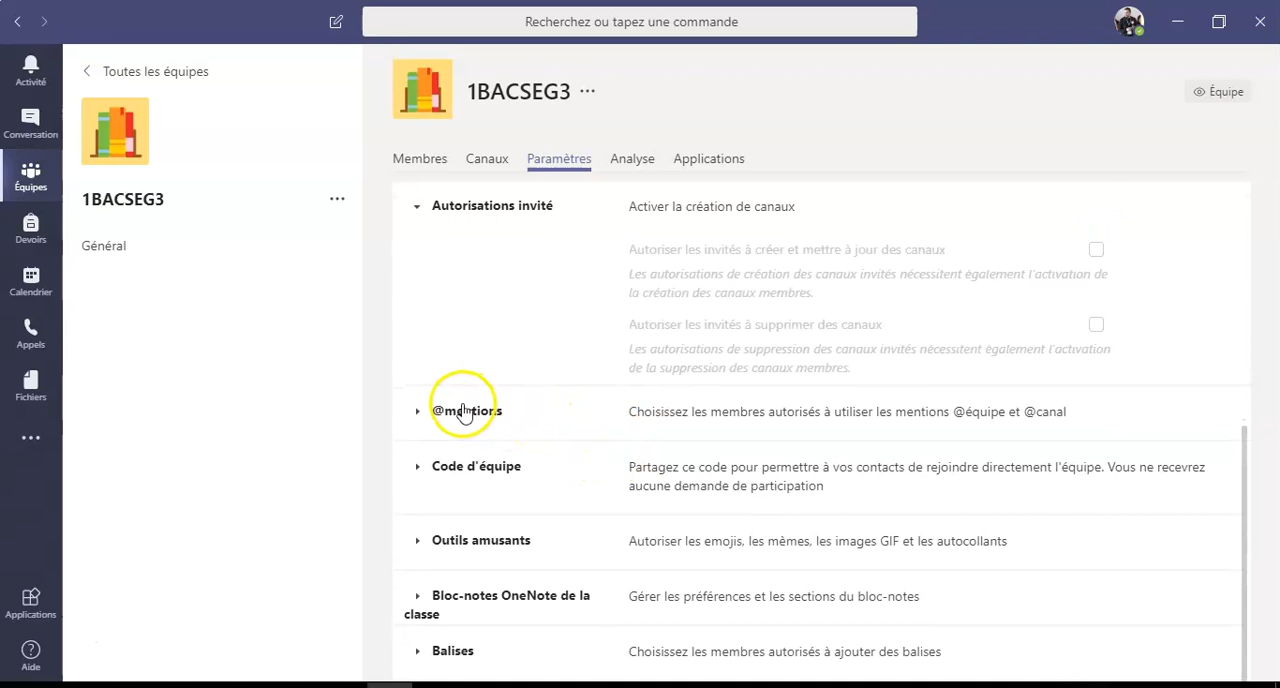 Recherchez ou tapez une commande
Activité
Conversation
Équipes
Devoirs
Calendrier
Appels
Fichiers
Applications
Aide
Toutes les équipes
1BACSEG3
Général
1BACSEG3
Équipe
Membres Canaux Paramètres Analyse Applications
Autorisations invité Activer la création de canaux
Autoriser les invités à créer et mettre à jour des canaux
Les autorisations de création des canaux invités nécessitent également l'activation de
la création des canaux membres.
Autoriser les invités à supprimer des canaux
Les autorisations de suppression des canaux invités nécessitent également l'activation
de la suppression des canaux membres.
@mentions Choisissez les membres autorisés à utiliser les mentions @équipe et @canal
Code d'équipe Partagez ce code pour permettre à vos contacts de rejoindre directement l'équipe. Vous ne recevrez
aucune demande de participation
Outils amusants Autoriser les emojis, les mèmes, les images GIF et les autocollants
Bloc-notes OneNote de la Gérer les préférences et les sections du bloc-notes
classe
Balises Choisissez les membres autorisés à ajouter des balises